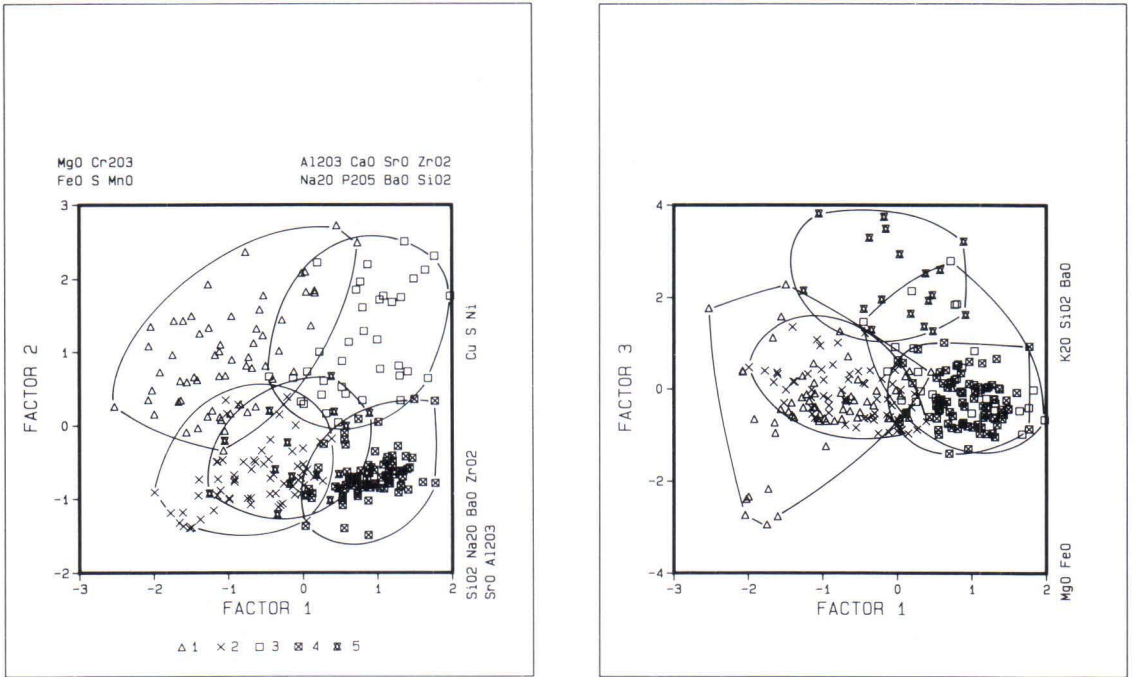 MgO Cr2O3 Al2O3 CaO SrO ZrO2
FeO S MnO Na2O P2O5 BaO SiO2
3
2
1
0
-1
-2
FACTOR 2
Cu S Ni
SiO2 Na2O BaO ZrO2
SrO Al2O3
-3 -2 -1 0 1 2
FACTOR 1
1 2 3 4 5
4
2
0
-2
-4
FACTOR 3
K2O SiO2 BaO
MgO FeO
-3 -2 -1 0 1 2
FACTOR 1